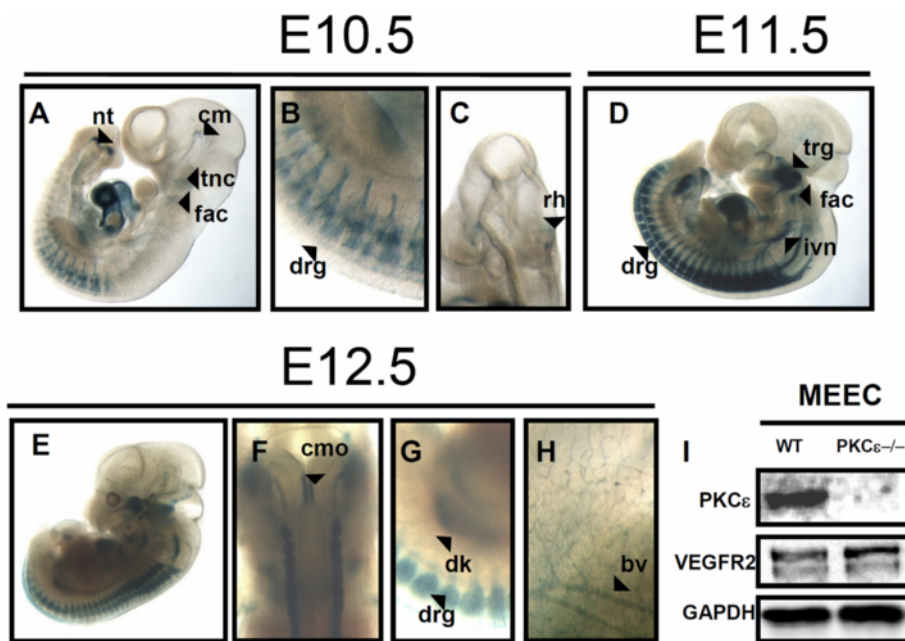 E10.5
E11.5
A
nt
cm
tnc
fac
B
drg
C
rh
D
trg
fac
ivn
drg
E12.5
E
F
cmo
G
dk
drg
H
bv
MEEC
I
WT PKCε–/–
PKCε
VEGFR2
GAPDH